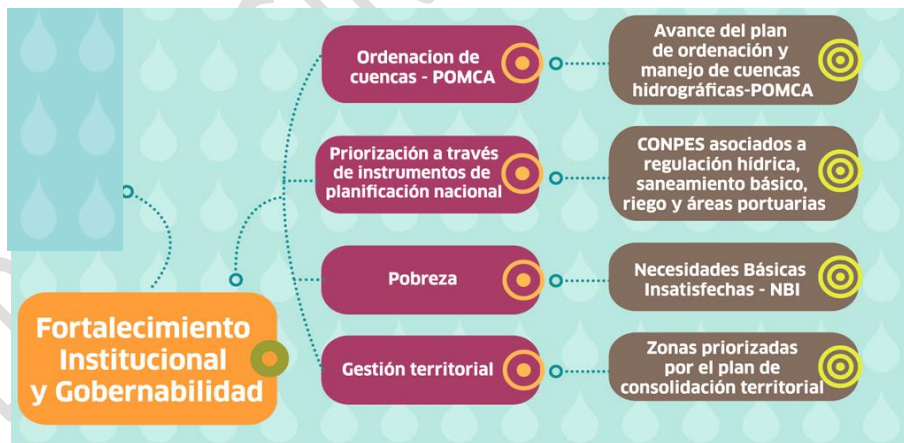 Fortalecimiento
Institucional
y Gobernabilidad
Ordenacion de
cuencas - POMCA
Avance del plan
de ordenación y
manejo de cuencas
hidrográficas-POMCA
Priorización a través
de instrumentos de
planificación nacional
CONPES asociados a
regulación hídrica,
saneamiento básico,
riego y áreas portuarias
Pobreza
Necesidades Básicas
Insatisfechas - NBI
Gestión territorial
Zonas priorizadas
por el plan de
consolidación territorial